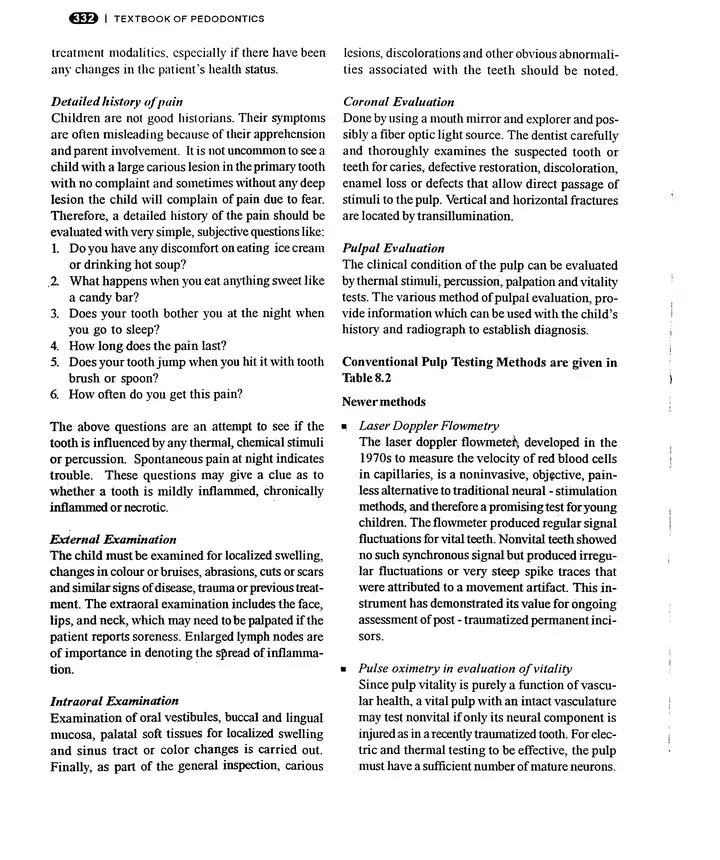 332 | TEXTBOOK OF PEDODONTICS
treatment modalities, especially if there have been
any changes in the patient's health status.
Detailed history of pain
Children are not good historians. Their symptoms
are often misleading because of their apprehension
and parent involvement. It is not uncommon to see a
child with a large carious lesion in the primary tooth
with no complaint and sometimes without any deep
lesion the child will complain of pain due to fear.
Therefore, a detailed history of the pain should be
evaluated with very simple, subjective questions like:
1. Do you have any discomfort on eating ice cream
or drinking hot soup?
2. What happens when you eat anything sweet like
a candy bar?
3. Does your tooth bother you at the night when
you go to sleep?
4. How long does the pain last?
5. Does your tooth jump when you hit it with tooth
brush or spoon?
6. How often do you get this pain?
The above questions are an attempt to see if the
tooth is influenced by any thermal, chemical stimuli
or percussion. Spontaneous pain at night indicates
trouble. These questions may give a clue as to
whether a tooth is mildly inflammed, chronically
inflammed or necrotic.
External Examination
The child must be examined for localized swelling,
changes in colour or bruises, abrasions, cuts or scars
and similar signs of disease, trauma or previous treat-
ment. The extraoral examination includes the face,
lips, and neck, which may need to be palpated if the
patient reports soreness. Enlarged lymph nodes are
of importance in denoting the spread of inflamma-
tion.
Intraoral Examination
Examination of oral vestibules, buccal and lingual
mucosa, palatal soft tissues for localized swelling
and sinus tract or color changes is carried out.
Finally, as part of the general inspection, carious
lesions, discolorations and other obvious abnormali-
ties associated with the teeth should be noted.
Coronal Evaluation
Done by using a mouth mirror and explorer and pos-
sibly a fiber optic light source. The dentist carefully
and thoroughly examines the suspected tooth or
teeth for caries, defective restoration, discoloration,
enamel loss or defects that allow direct passage of
stimuli to the pulp. Vertical and horizontal fractures
are located by transillumination.
Pulpal Evaluation
The clinical condition of the pulp can be evaluated
by thermal stimuli, percussion, palpation and vitality
tests. The various method of pulpal evaluation, pro-
vide information which can be used with the child's
history and radiograph to establish diagnosis.
Conventional Pulp Testing Methods are given in
Table 8.2
Newer methods
▪ Laser Doppler Flowmetry
The laser doppler flowmeter, developed in the
1970s to measure the velocity of red blood cells
in capillaries, is a noninvasive, objective, pain-
less alternative to traditional neural - stimulation
methods, and therefore a promising test for young
children. The flowmeter produced regular signal
fluctuations for vital teeth. Nonvital teeth showed
no such synchronous signal but produced irregu-
lar fluctuations or very steep spike traces that
were attributed to a movement artifact. This in-
strument has demonstrated its value for ongoing
assessment of post - traumatized permanent inci-
sors.
▪ Pulse oximetry in evaluation of vitality
Since pulp vitality is purely a function of vascu-
lar health, a vital pulp with an intact vasculature
may test nonvital if only its neural component is
injured as in a recently traumatized tooth. For elec-
tric and thermal testing to be effective, the pulp
must have a sufficient number of mature neurons.